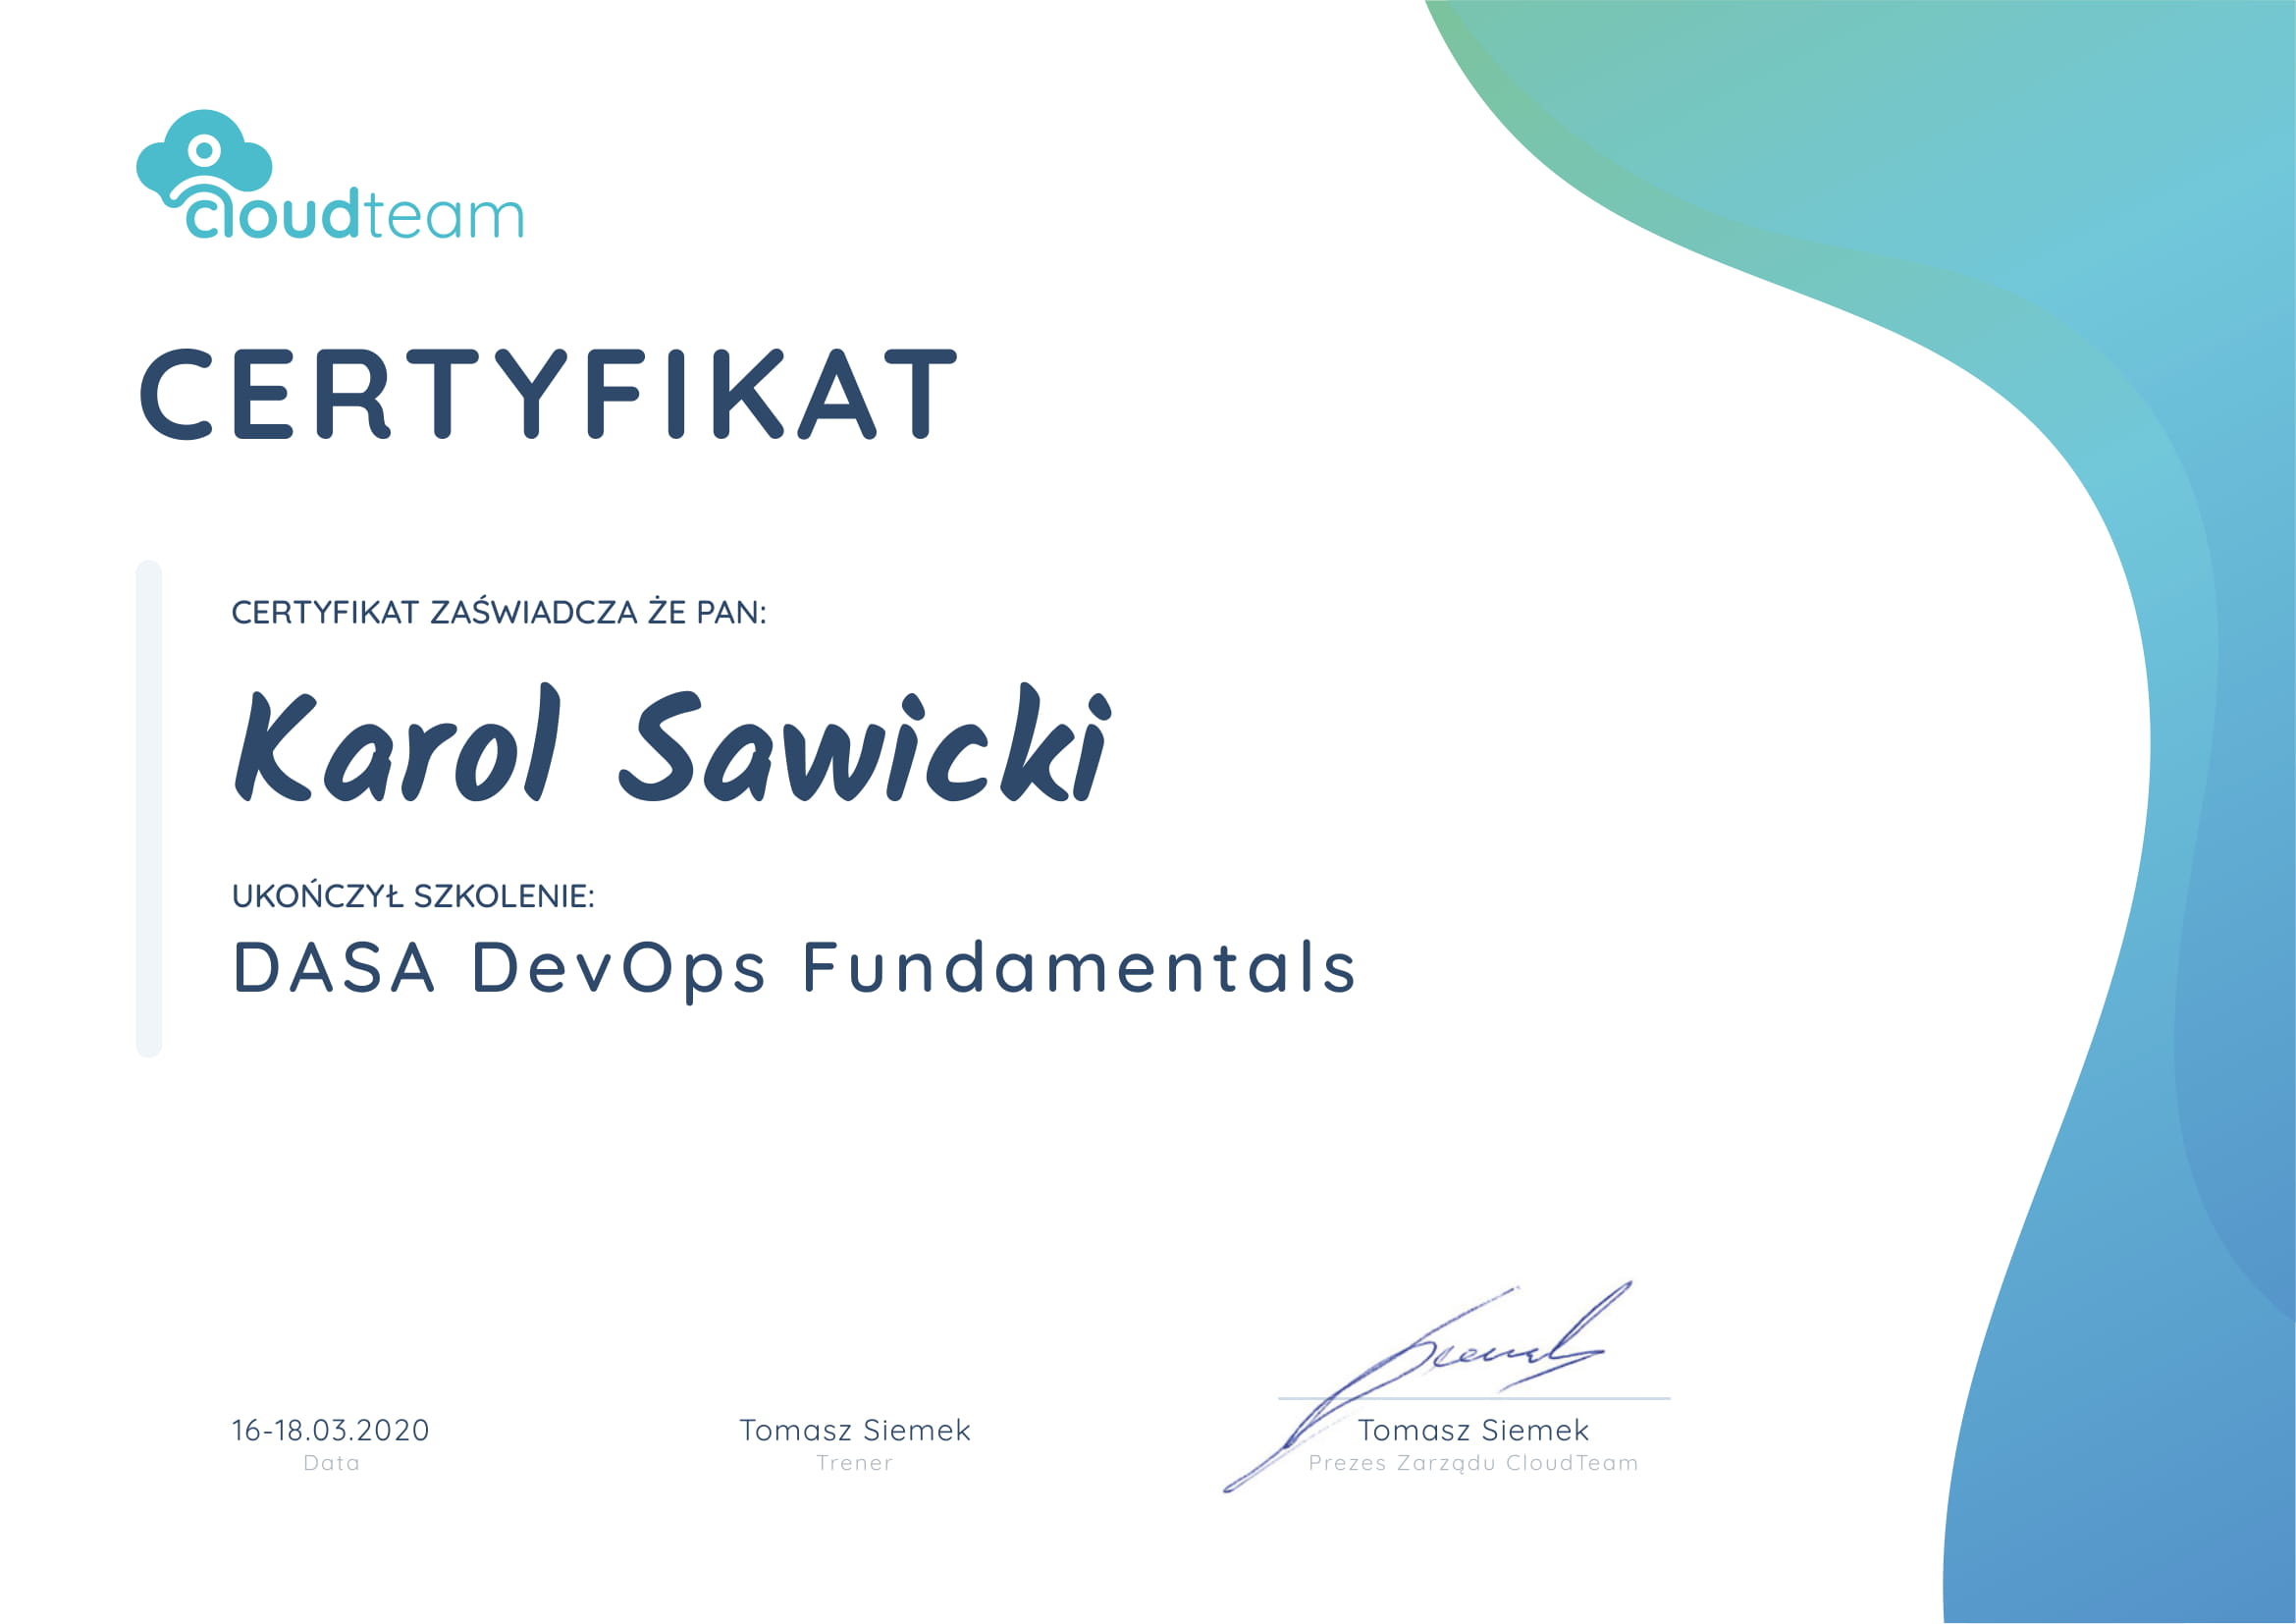 cloudteam
CERTYFIKAT
CERTYFIKAT ZAŚWIADCZA ŻE PAN:
Karol Sawicki
UKOŃCZYŁ SZKOLENIE:
DASA DevOps Fundamentals
16-18.03.2020
Data
Tomasz Siemek
Trener
Siemek
Tomasz Siemek
Prezes Zarządu CloudTeam